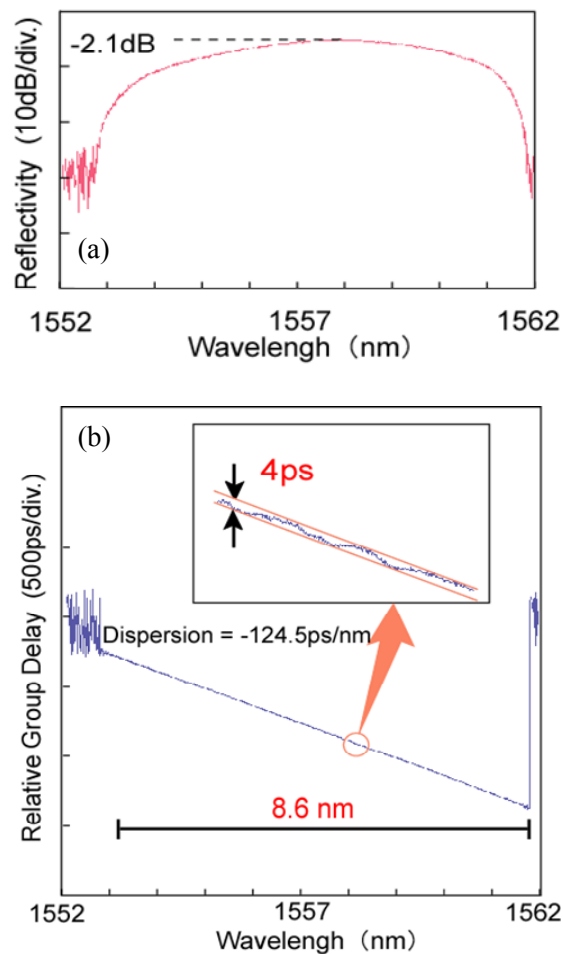 -2.1dB
Reflectivity (10dB/div.)
(a)
1552 1557 1562
Wavelengh (nm)
(b)
4ps
Dispersion = -124.5ps/nm
Relative Group Delay (500ps/div.)
8.6 nm
1552 1557 1562
Wavelengh (nm)